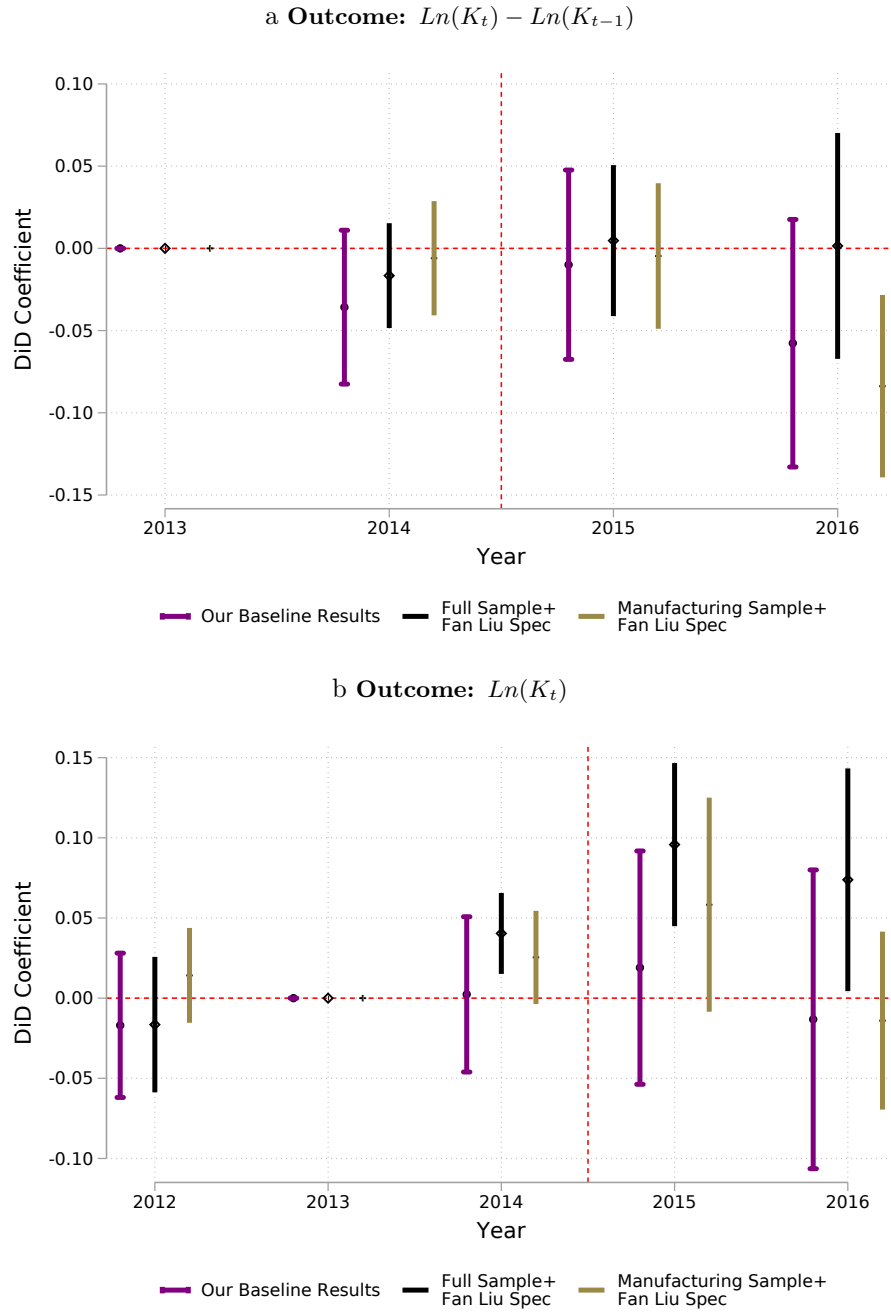 a Outcome: Ln(K_t) − Ln(K_{t−1})
0.10
0.05
0.00
-0.05
-0.10
-0.15
DiD Coefficient
2013 2014 2015 2016
Year
Our Baseline Results
Full Sample+
Fan Liu Spec
Manufacturing Sample+
Fan Liu Spec
b Outcome: Ln(K_t)
0.15
0.10
0.05
0.00
-0.05
-0.10
DiD Coefficient
2012 2013 2014 2015 2016
Year
Our Baseline Results
Full Sample+
Fan Liu Spec
Manufacturing Sample+
Fan Liu Spec